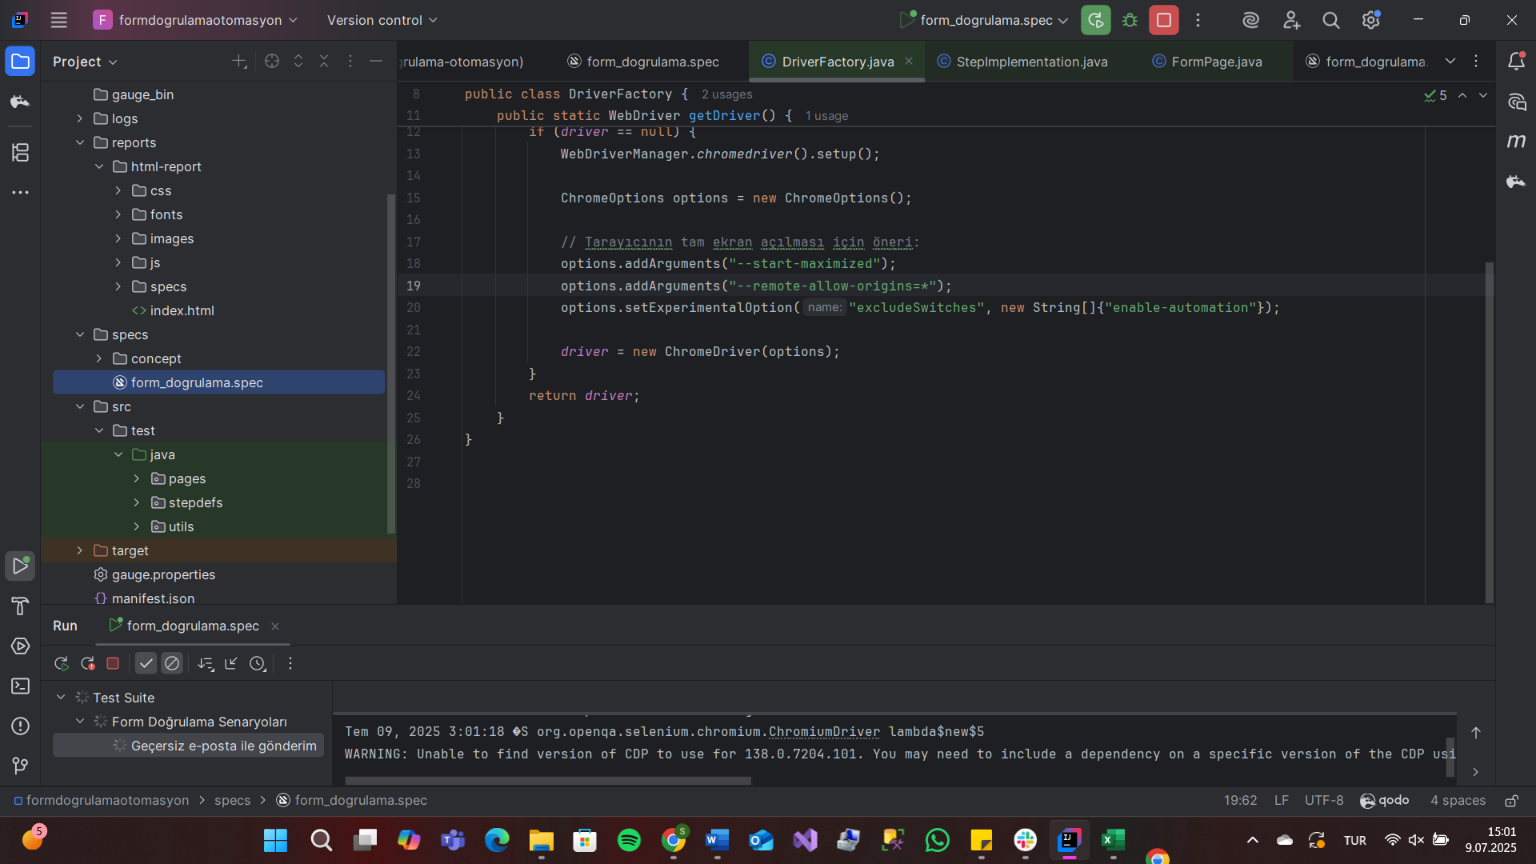 F formdogrulamaotomasyon Version control form_dogrulama.spec
Project
rulama-otomasyon) form_dogrulama.spec DriverFactory.java StepImplementation.java FormPage.java form_dogrulama.
gauge_bin
logs
reports
html-report
css
fonts
images
js
specs
<> index.html
specs
concept
form_dogrulama.spec
src
test
java
pages
stepdefs
utils
target
gauge.properties
{} manifest.json
8 public class DriverFactory { 2 usages
5
11 public static WebDriver getDriver() { 1 usage
12 if (driver == null) {
13 WebDriverManager.chromedriver().setup();
14
15 ChromeOptions options = new ChromeOptions();
16
17 // Tarayıcının tam ekran açılması için öneri:
18 options.addArguments("--start-maximized");
19 options.addArguments("--remote-allow-origins=*");
20 options.setExperimentalOption( name: "excludeSwitches", new String[]{"enable-automation"});
21
22 driver = new ChromeDriver(options);
23 }
24 return driver;
25 }
26 }
27
28
m
Run form_dogrulama.spec
Test Suite
Form Doğrulama Senaryoları
Geçersiz e-posta ile gönderim
Tem 09, 2025 3:01:18 �S org.openqa.selenium.chromium.ChromiumDriver lambda$new$5
WARNING: Unable to find version of CDP to use for 138.0.7204.101. You may need to include a dependency on a specific version of the CDP usi
formdogrulamaotomasyon > specs > form_dogrulama.spec 19:62 LF UTF-8 qodo 4 spaces
5
TUR
15:01
9.07.2025